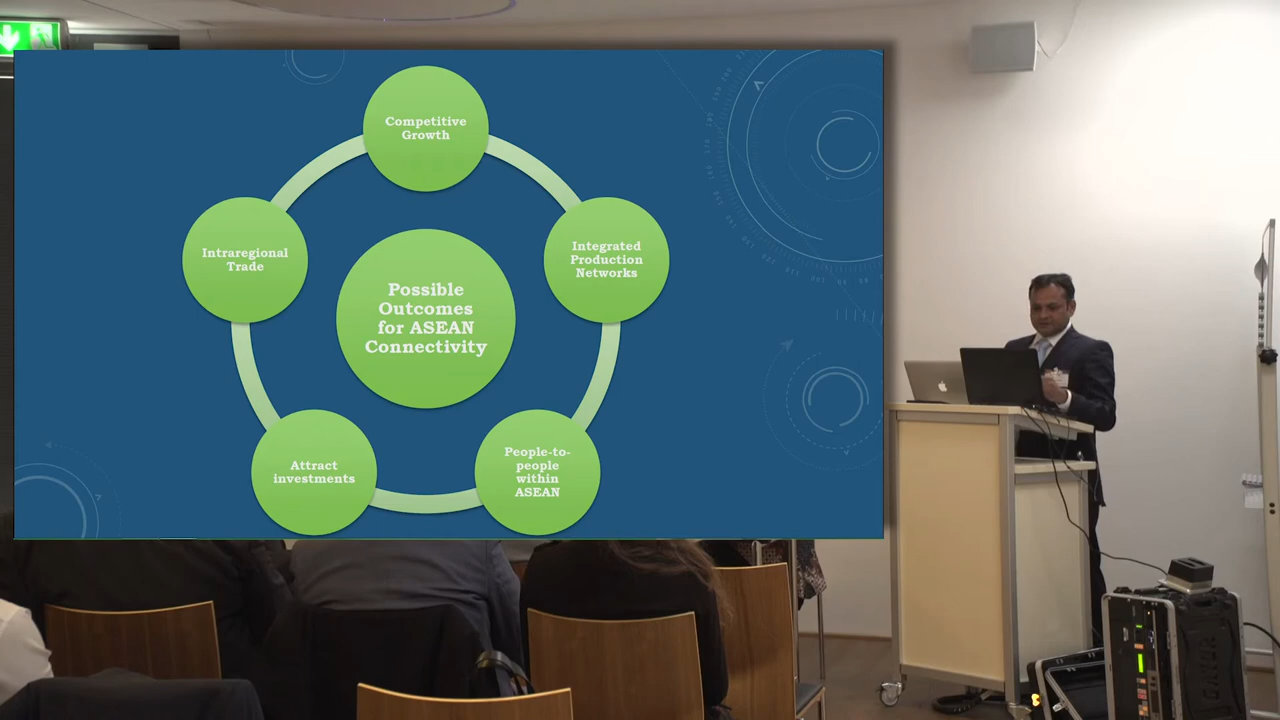 Competitive
Growth
Intraregional
Trade
Integrated
Production
Networks
Possible
Outcomes
for ASEAN
Connectivity
Attract
investments
People-to-
people
within
ASEAN